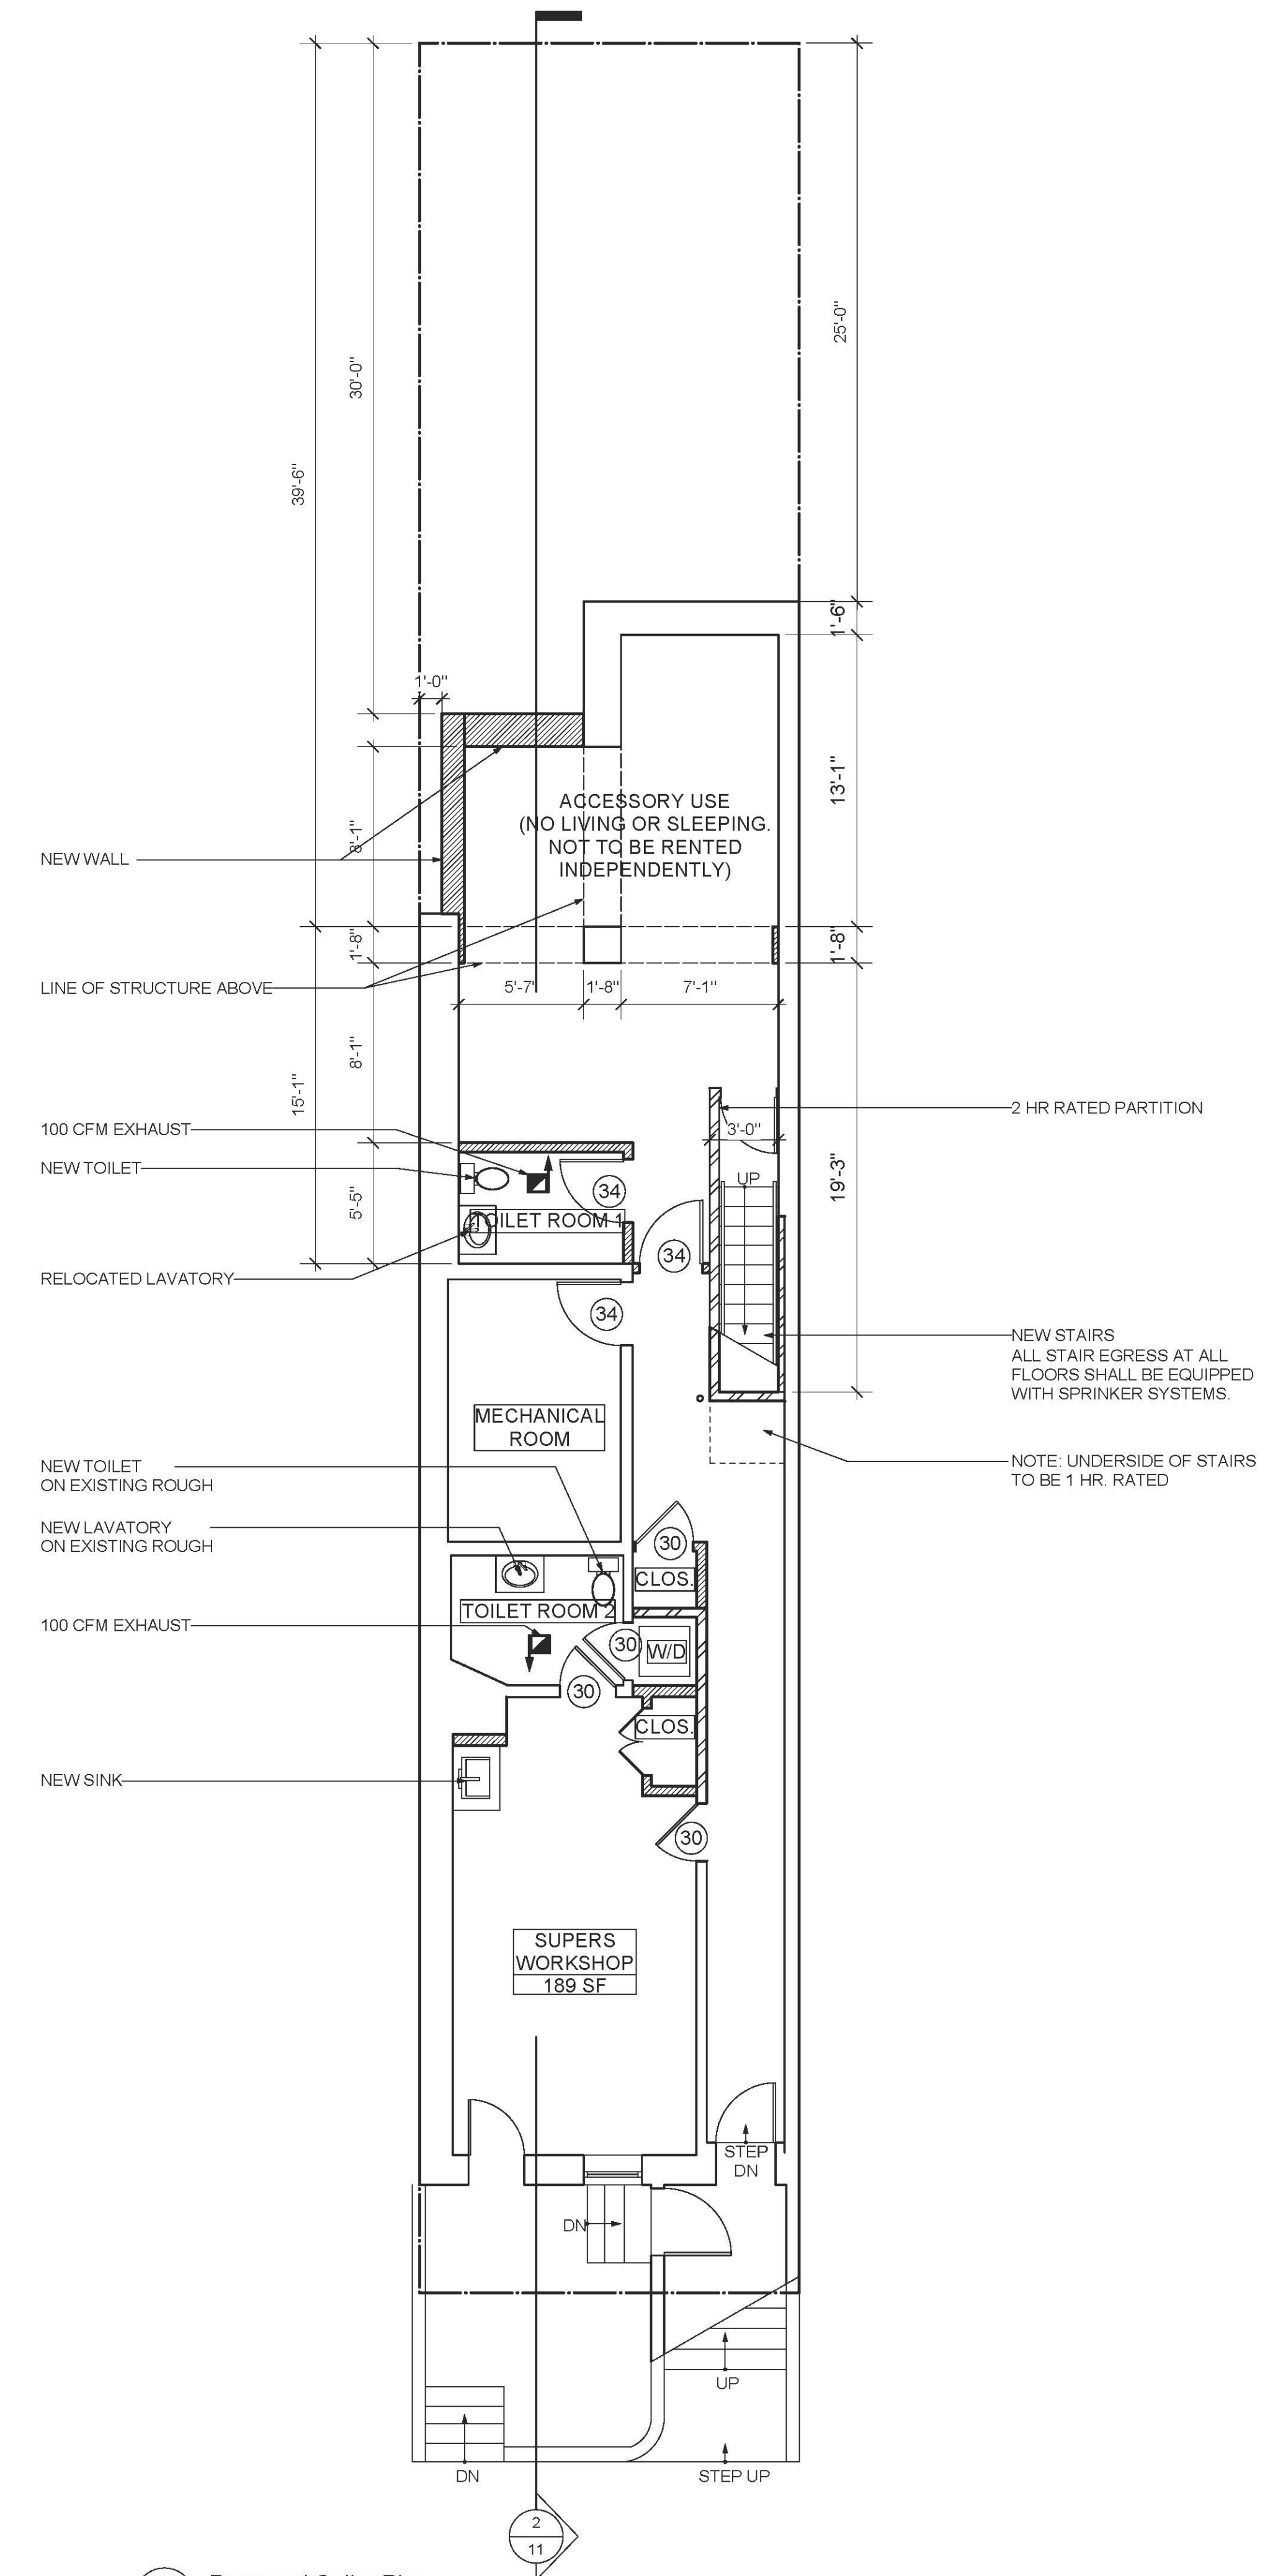 25'-0"
30'-0"
39'-6"
1'-6"
1'-0"
13'-1"
ACCESSORY USE
(NO LIVING OR SLEEPING.
NOT TO BE RENTED
INDEPENDENTLY)
8'-1"
NEW WALL
1'-8"
1'-8"
LINE OF STRUCTURE ABOVE
5'-7"
1'-8"
7'-1"
8'-1"
15'-1"
2 HR RATED PARTITION
100 CFM EXHAUST
3'-0"
NEW TOILET
UP
19'-3"
34
5'-5"
TOILET ROOM 1
34
RELOCATED LAVATORY
34
NEW STAIRS
ALL STAIR EGRESS AT ALL
FLOORS SHALL BE EQUIPPED
WITH SPRINKER SYSTEMS.
MECHANICAL
ROOM
NOTE: UNDERSIDE OF STAIRS
TO BE 1 HR. RATED
NEW TOILET
ON EXISTING ROUGH
NEW LAVATORY
ON EXISTING ROUGH
30
CLOS.
TOILET ROOM 2
100 CFM EXHAUST
30
W/D
30
CLOS.
NEW SINK
30
SUPERS
WORKSHOP
189 SF
STEP
DN
DN
UP
DN
STEP UP
2
11